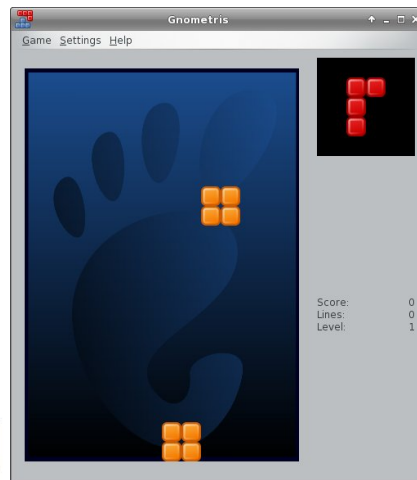 Gnometris
Game Settings Help
Score: 0
Lines: 0
Level: 1